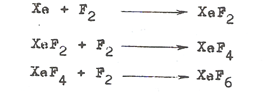 Xe + F₂ ⟶ XeF₂
XeF₂ + F₂ ⟶ XeF₄
XeF₄ + F₂ ⟶ XeF₆